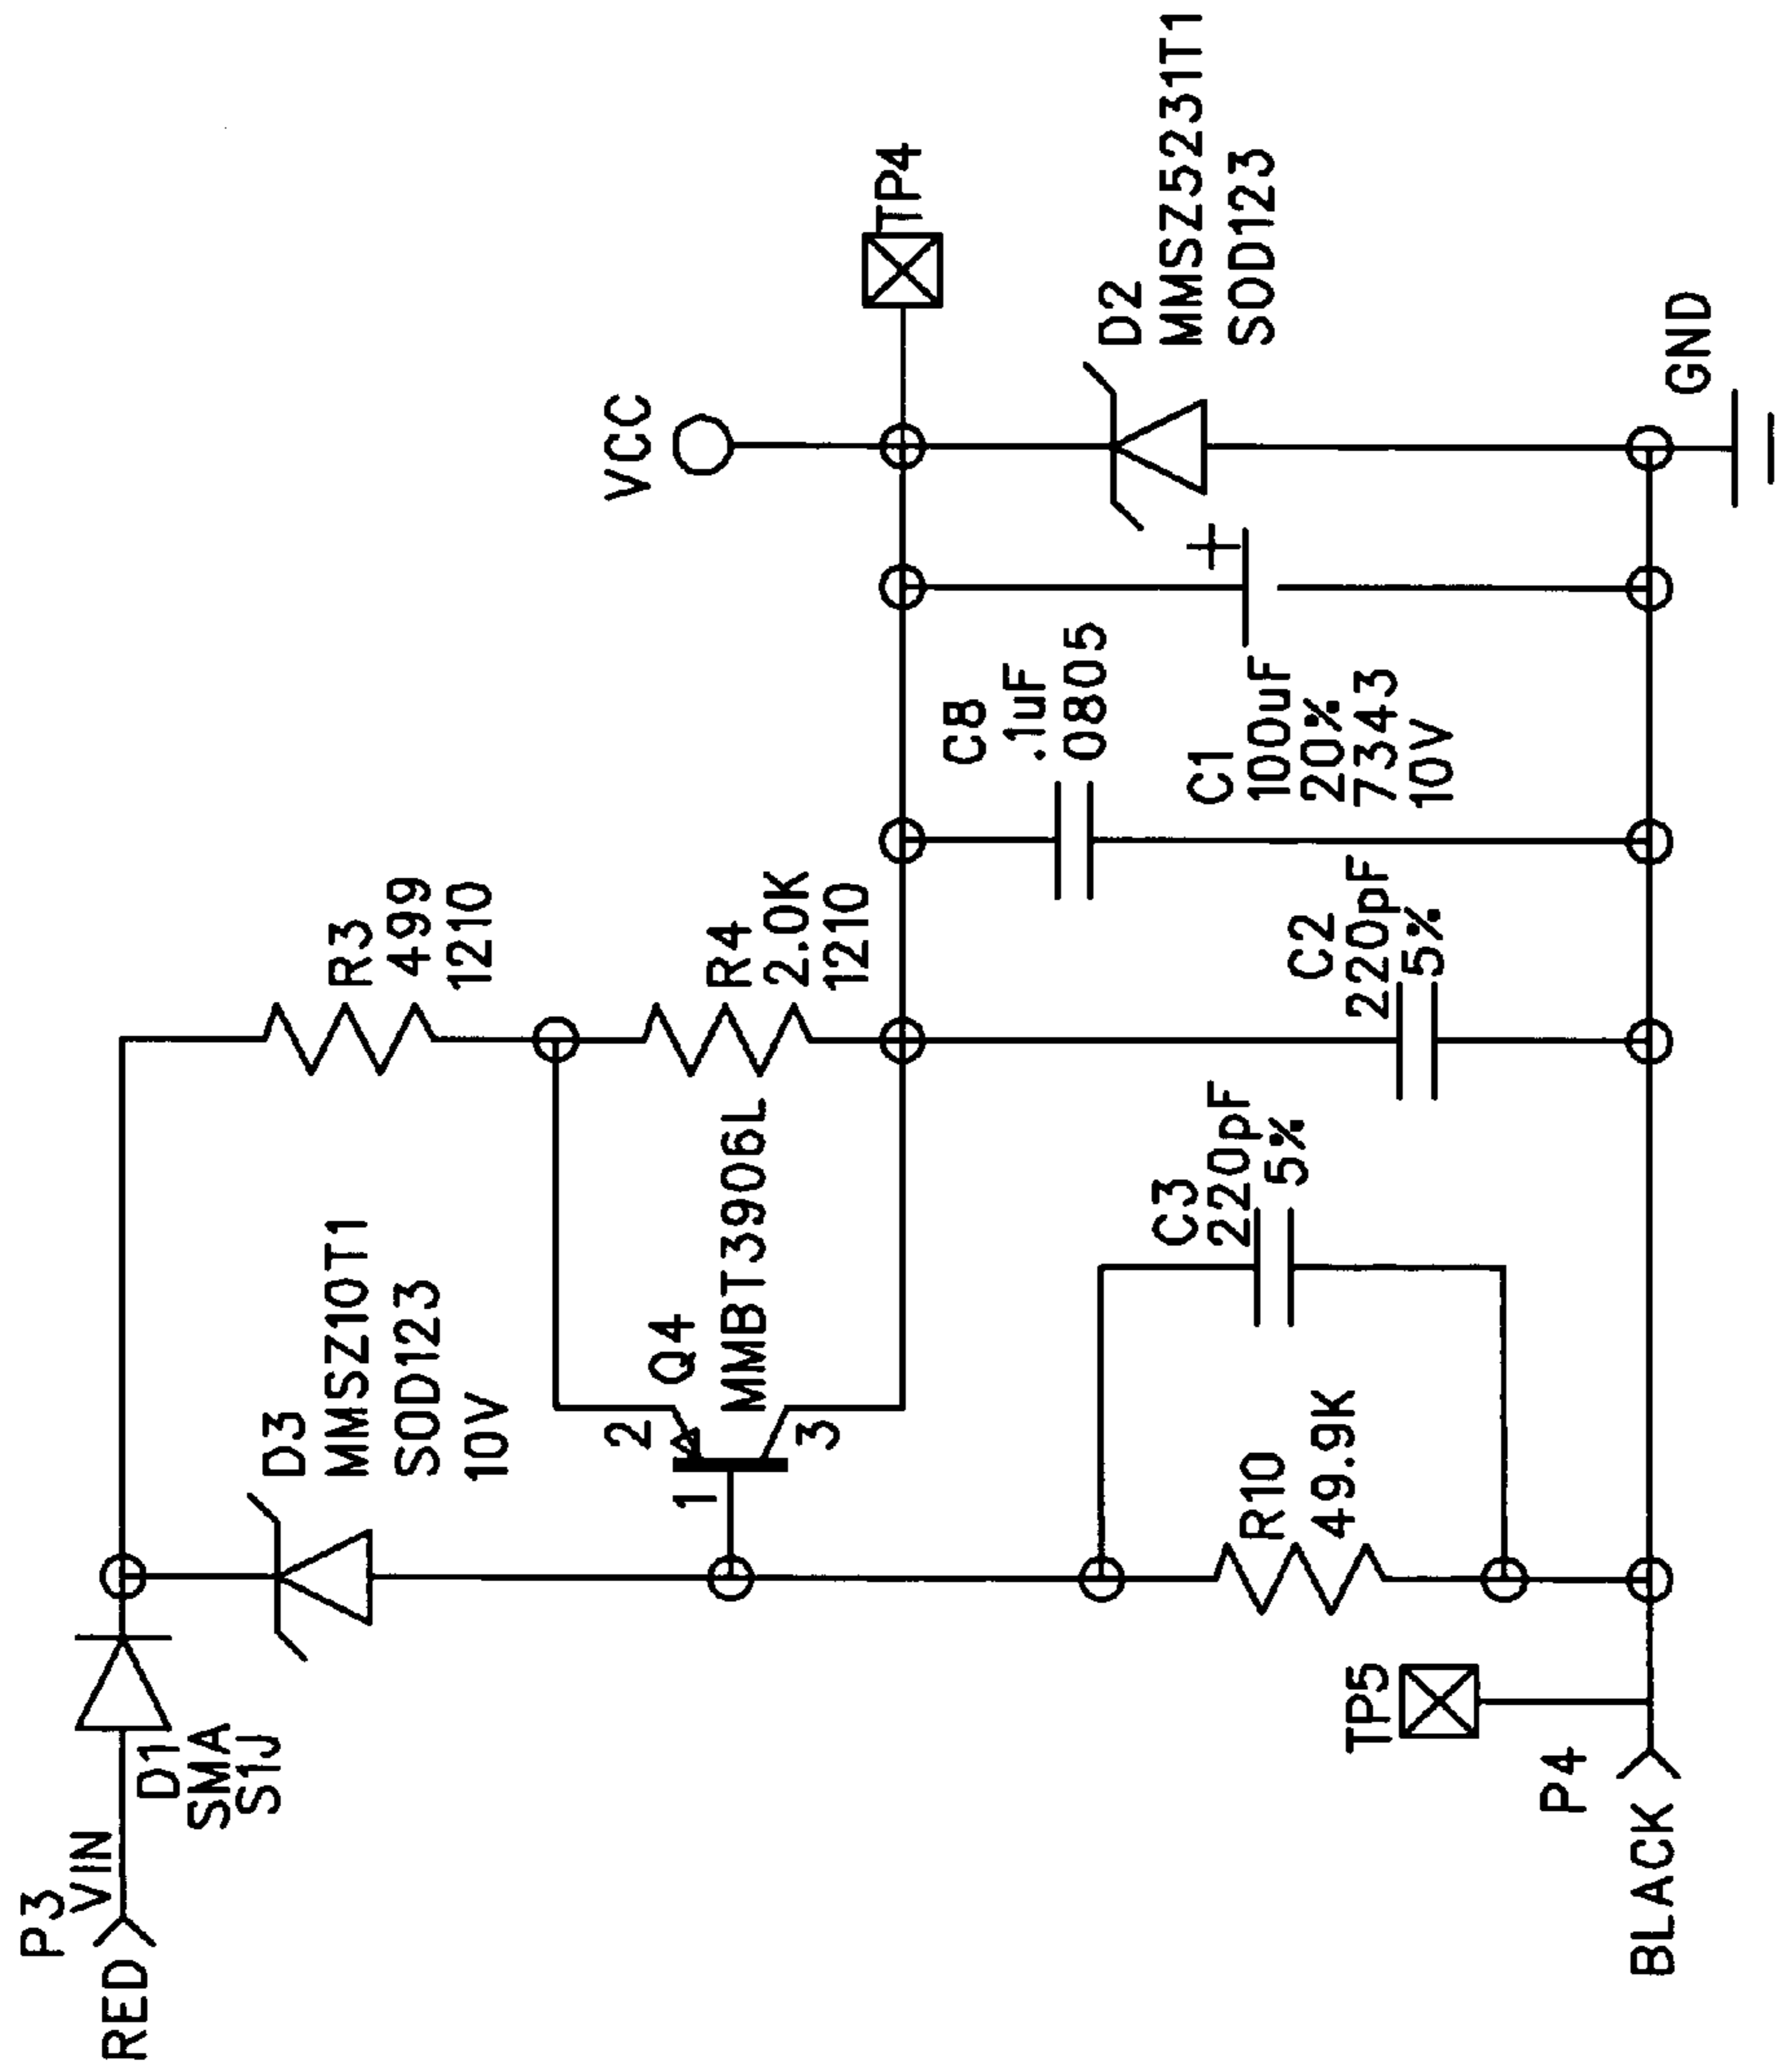 RED
P3
VIN
D1
SMA
S1J
D3
MMSZ10T1
SOD123
10V
R3
499
1210
Q4
MMBT3906L
1
2
3
R4
2.0K
1210
VCC
TP4
D2
MMSZ5231T1
SOD123
C8
.1uF
0805
C1
100uF
20%
7343
10V
+
C2
220pF
5%
C3
220pF
5%
R10
49.9K
TP5
P4
BLACK
GND